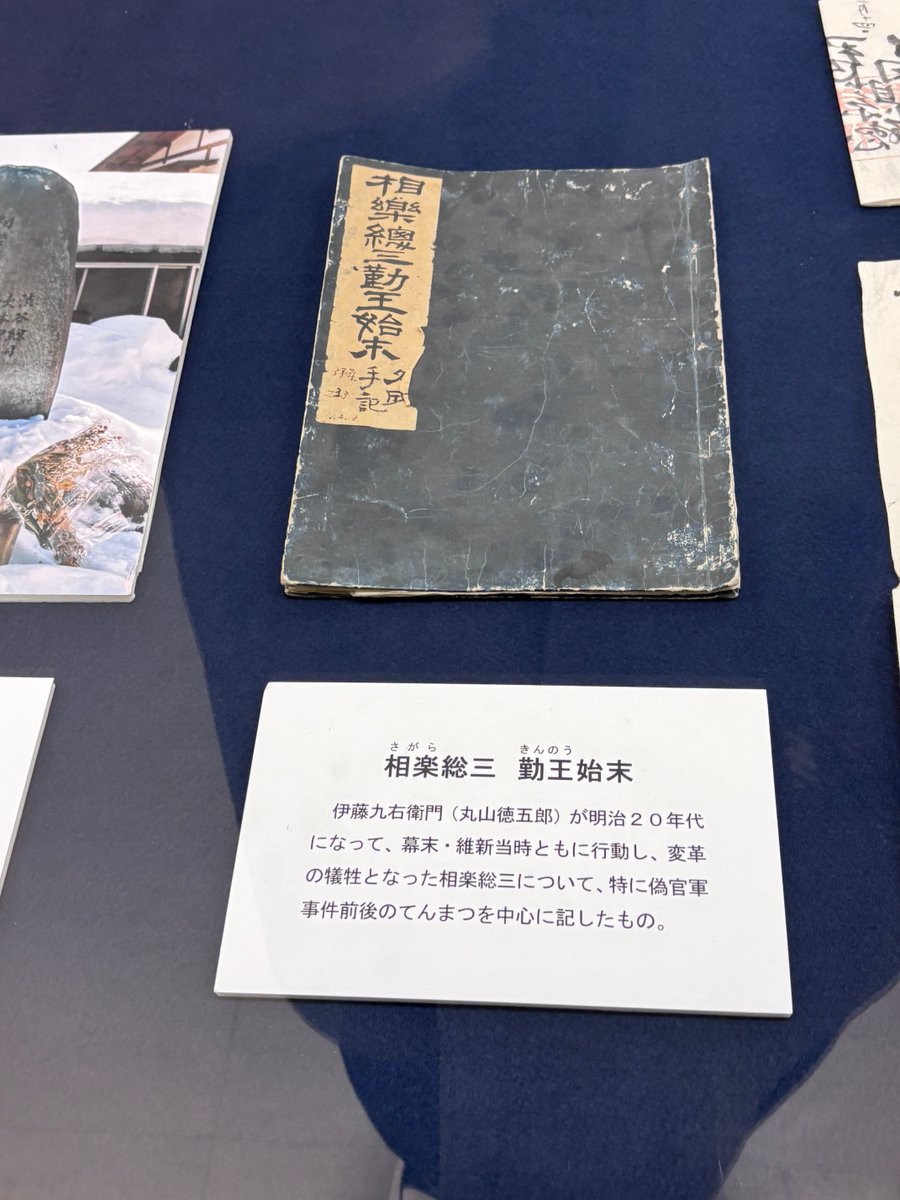 相樂總三勤王始末
手記
さがら きんのう
相楽総三 勤王始末
伊藤九右衛門（丸山徳五郎）が明治２０年代
になって、幕末・維新当時ともに行動し、変革
の犠牲となった相楽総三について、特に偽官軍
事件前後のてんまつを中心に記したもの。